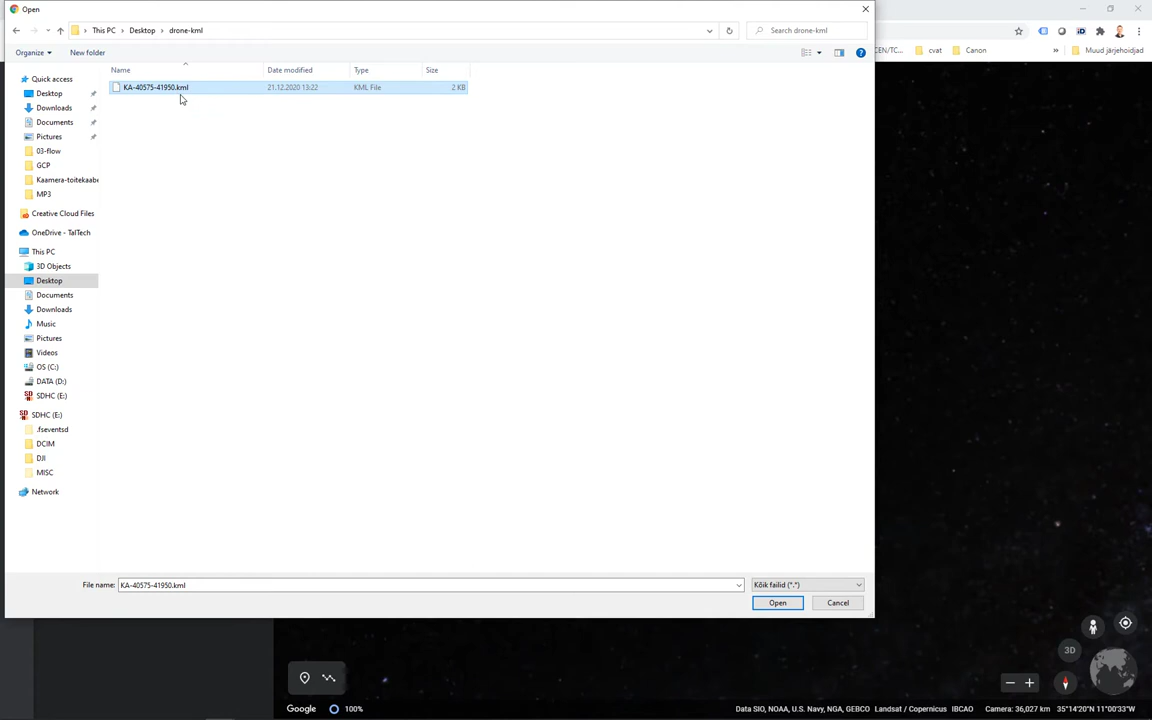 Open
This PC > Desktop > drone-kml
Search drone-kml
Organize
New folder
CEN/TC...
cvat
Canon
»
Muud järjehoidjad
Name
Date modified
Type
Size
KA-40575-41950.kml
21.12.2020 13:22
KML File
2 KB
Quick access
Desktop
Downloads
Documents
Pictures
03-flow
GCP
Kaamera-toitekaabe
MP3
Creative Cloud Files
OneDrive - TalTech
This PC
3D Objects
Desktop
Documents
Downloads
Music
Pictures
Videos
OS (C:)
DATA (D:)
SDHC (E:)
SDHC (E:)
.fseventsd
DCIM
DJI
MISC
Network
File name:
KA-40575-41950.kml
Kõik failid (*.*)
Open
Cancel
3D
Google
100%
Data SIO, NOAA, U.S. Navy, NGA, GEBCO Landsat / Copernicus IBCAO
Camera: 36,027 km
35°14'20"N 11°00'33"W